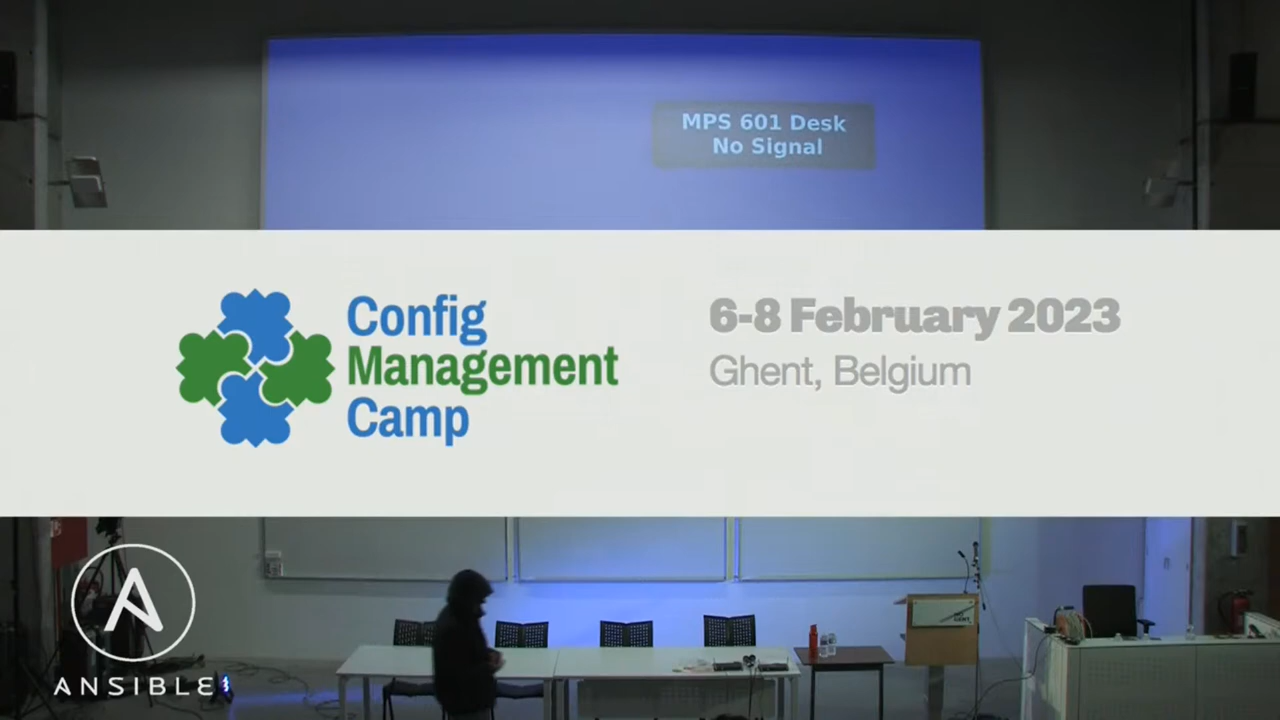 MPS 601 Desk
No Signal
Config
Management
Camp
6-8 February 2023
Ghent, Belgium
ANSIBLE